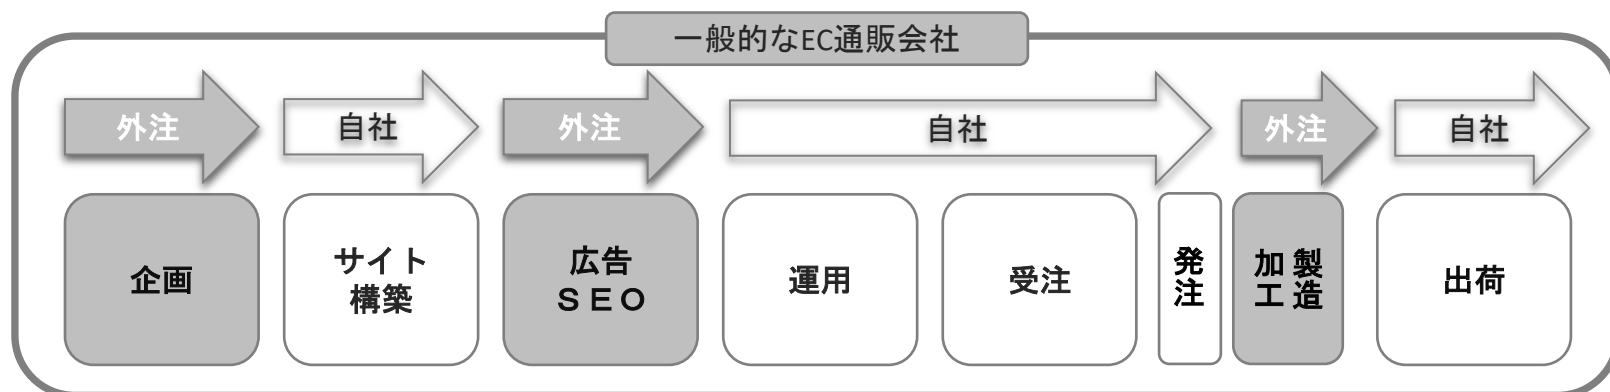 一般的なEC通販会社
外注
自社
外注
自社
外注
自社
企画
サイト
構築
広告
ＳＥＯ
運用
受注
発注
製造
加工
出荷